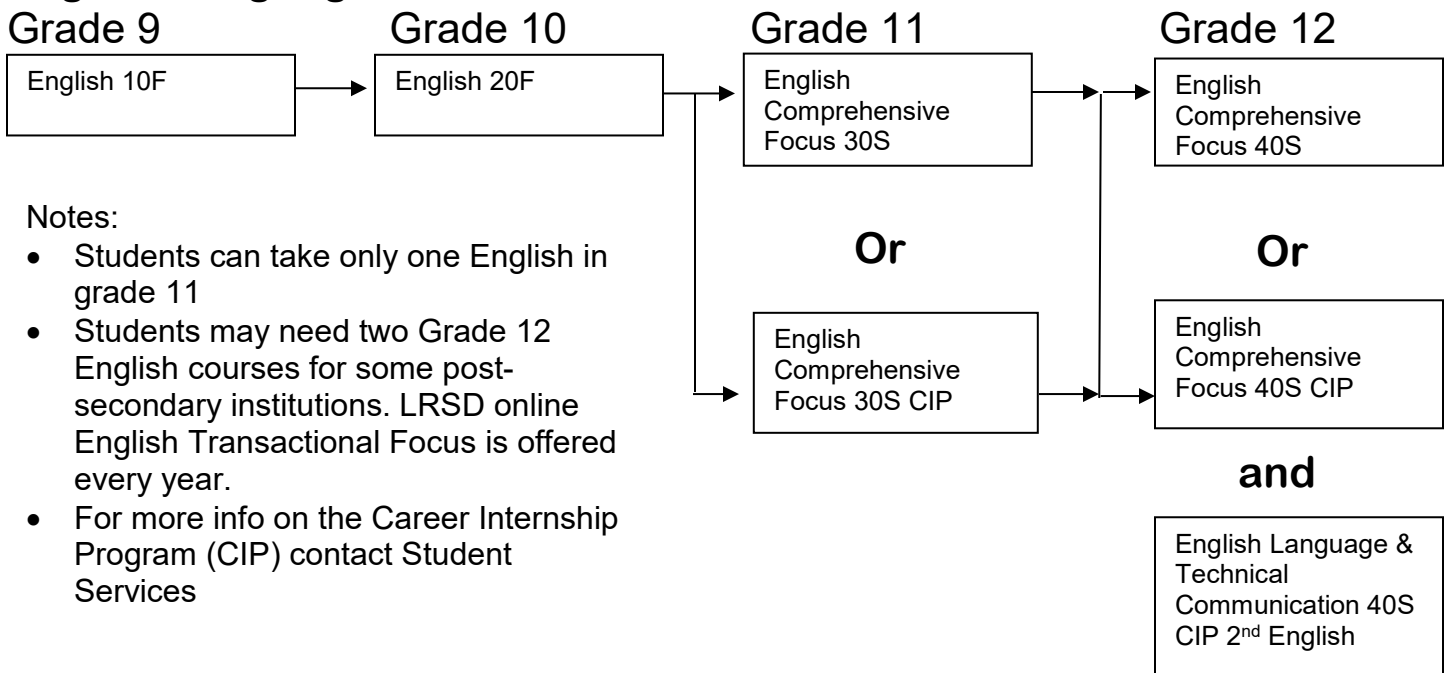 Grade 9
Grade 10
Grade 11
Grade 12
English 10F
English 20F
English
Comprehensive
Focus 30S
English
Comprehensive
Focus 40S
Notes:
• Students can take only one English in
grade 11
• Students may need two Grade 12
English courses for some post-
secondary institutions. LRSD online
English Transactional Focus is offered
every year.
• For more info on the Career Internship
Program (CIP) contact Student
Services
Or
Or
English
Comprehensive
Focus 30S CIP
English
Comprehensive
Focus 40S CIP
and
English Language &
Technical
Communication 40S
CIP 2nd English